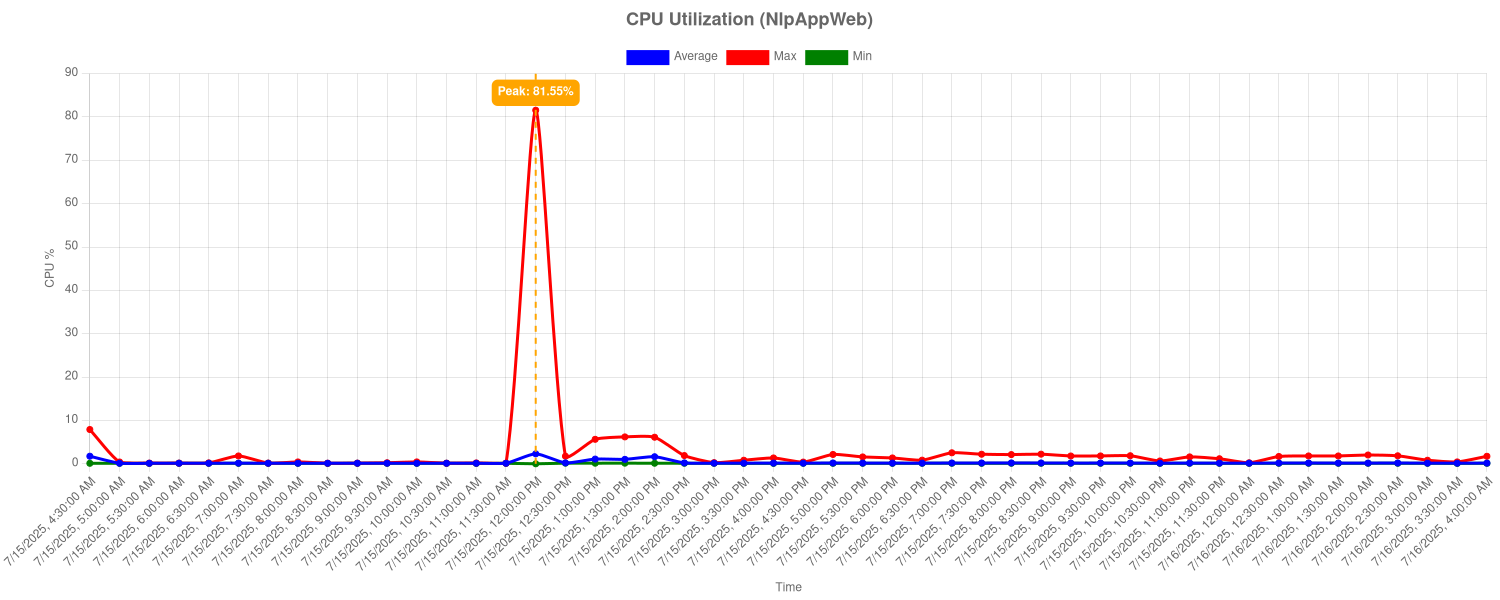 CPU Utilization (NlpAppWeb)
Average
Max
Min
Peak: 81.55%
CPU %
90
80
70
60
50
40
30
20
10
0
7/15/2025, 4:30:00 AM
7/15/2025, 5:00:00 AM
7/15/2025, 5:30:00 AM
7/15/2025, 6:00:00 AM
7/15/2025, 6:30:00 AM
7/15/2025, 7:00:00 AM
7/15/2025, 7:30:00 AM
7/15/2025, 8:00:00 AM
7/15/2025, 8:30:00 AM
7/15/2025, 9:00:00 AM
7/15/2025, 9:30:00 AM
7/15/2025, 10:00:00 AM
7/15/2025, 10:30:00 AM
7/15/2025, 11:00:00 AM
7/15/2025, 11:30:00 AM
7/15/2025, 12:00:00 PM
7/15/2025, 12:30:00 PM
7/15/2025, 1:00:00 PM
7/15/2025, 1:30:00 PM
7/15/2025, 2:00:00 PM
7/15/2025, 2:30:00 PM
7/15/2025, 3:00:00 PM
7/15/2025, 3:30:00 PM
7/15/2025, 4:00:00 PM
7/15/2025, 4:30:00 PM
7/15/2025, 5:00:00 PM
7/15/2025, 5:30:00 PM
7/15/2025, 6:00:00 PM
7/15/2025, 6:30:00 PM
7/15/2025, 7:00:00 PM
7/15/2025, 7:30:00 PM
7/15/2025, 8:00:00 PM
7/15/2025, 8:30:00 PM
7/15/2025, 9:00:00 PM
7/15/2025, 9:30:00 PM
7/15/2025, 10:00:00 PM
7/15/2025, 10:30:00 PM
7/15/2025, 11:00:00 PM
7/15/2025, 11:30:00 PM
7/16/2025, 12:00:00 AM
7/16/2025, 12:30:00 AM
7/16/2025, 1:00:00 AM
7/16/2025, 1:30:00 AM
7/16/2025, 2:00:00 AM
7/16/2025, 2:30:00 AM
7/16/2025, 3:00:00 AM
7/16/2025, 3:30:00 AM
7/16/2025, 4:00:00 AM
Time